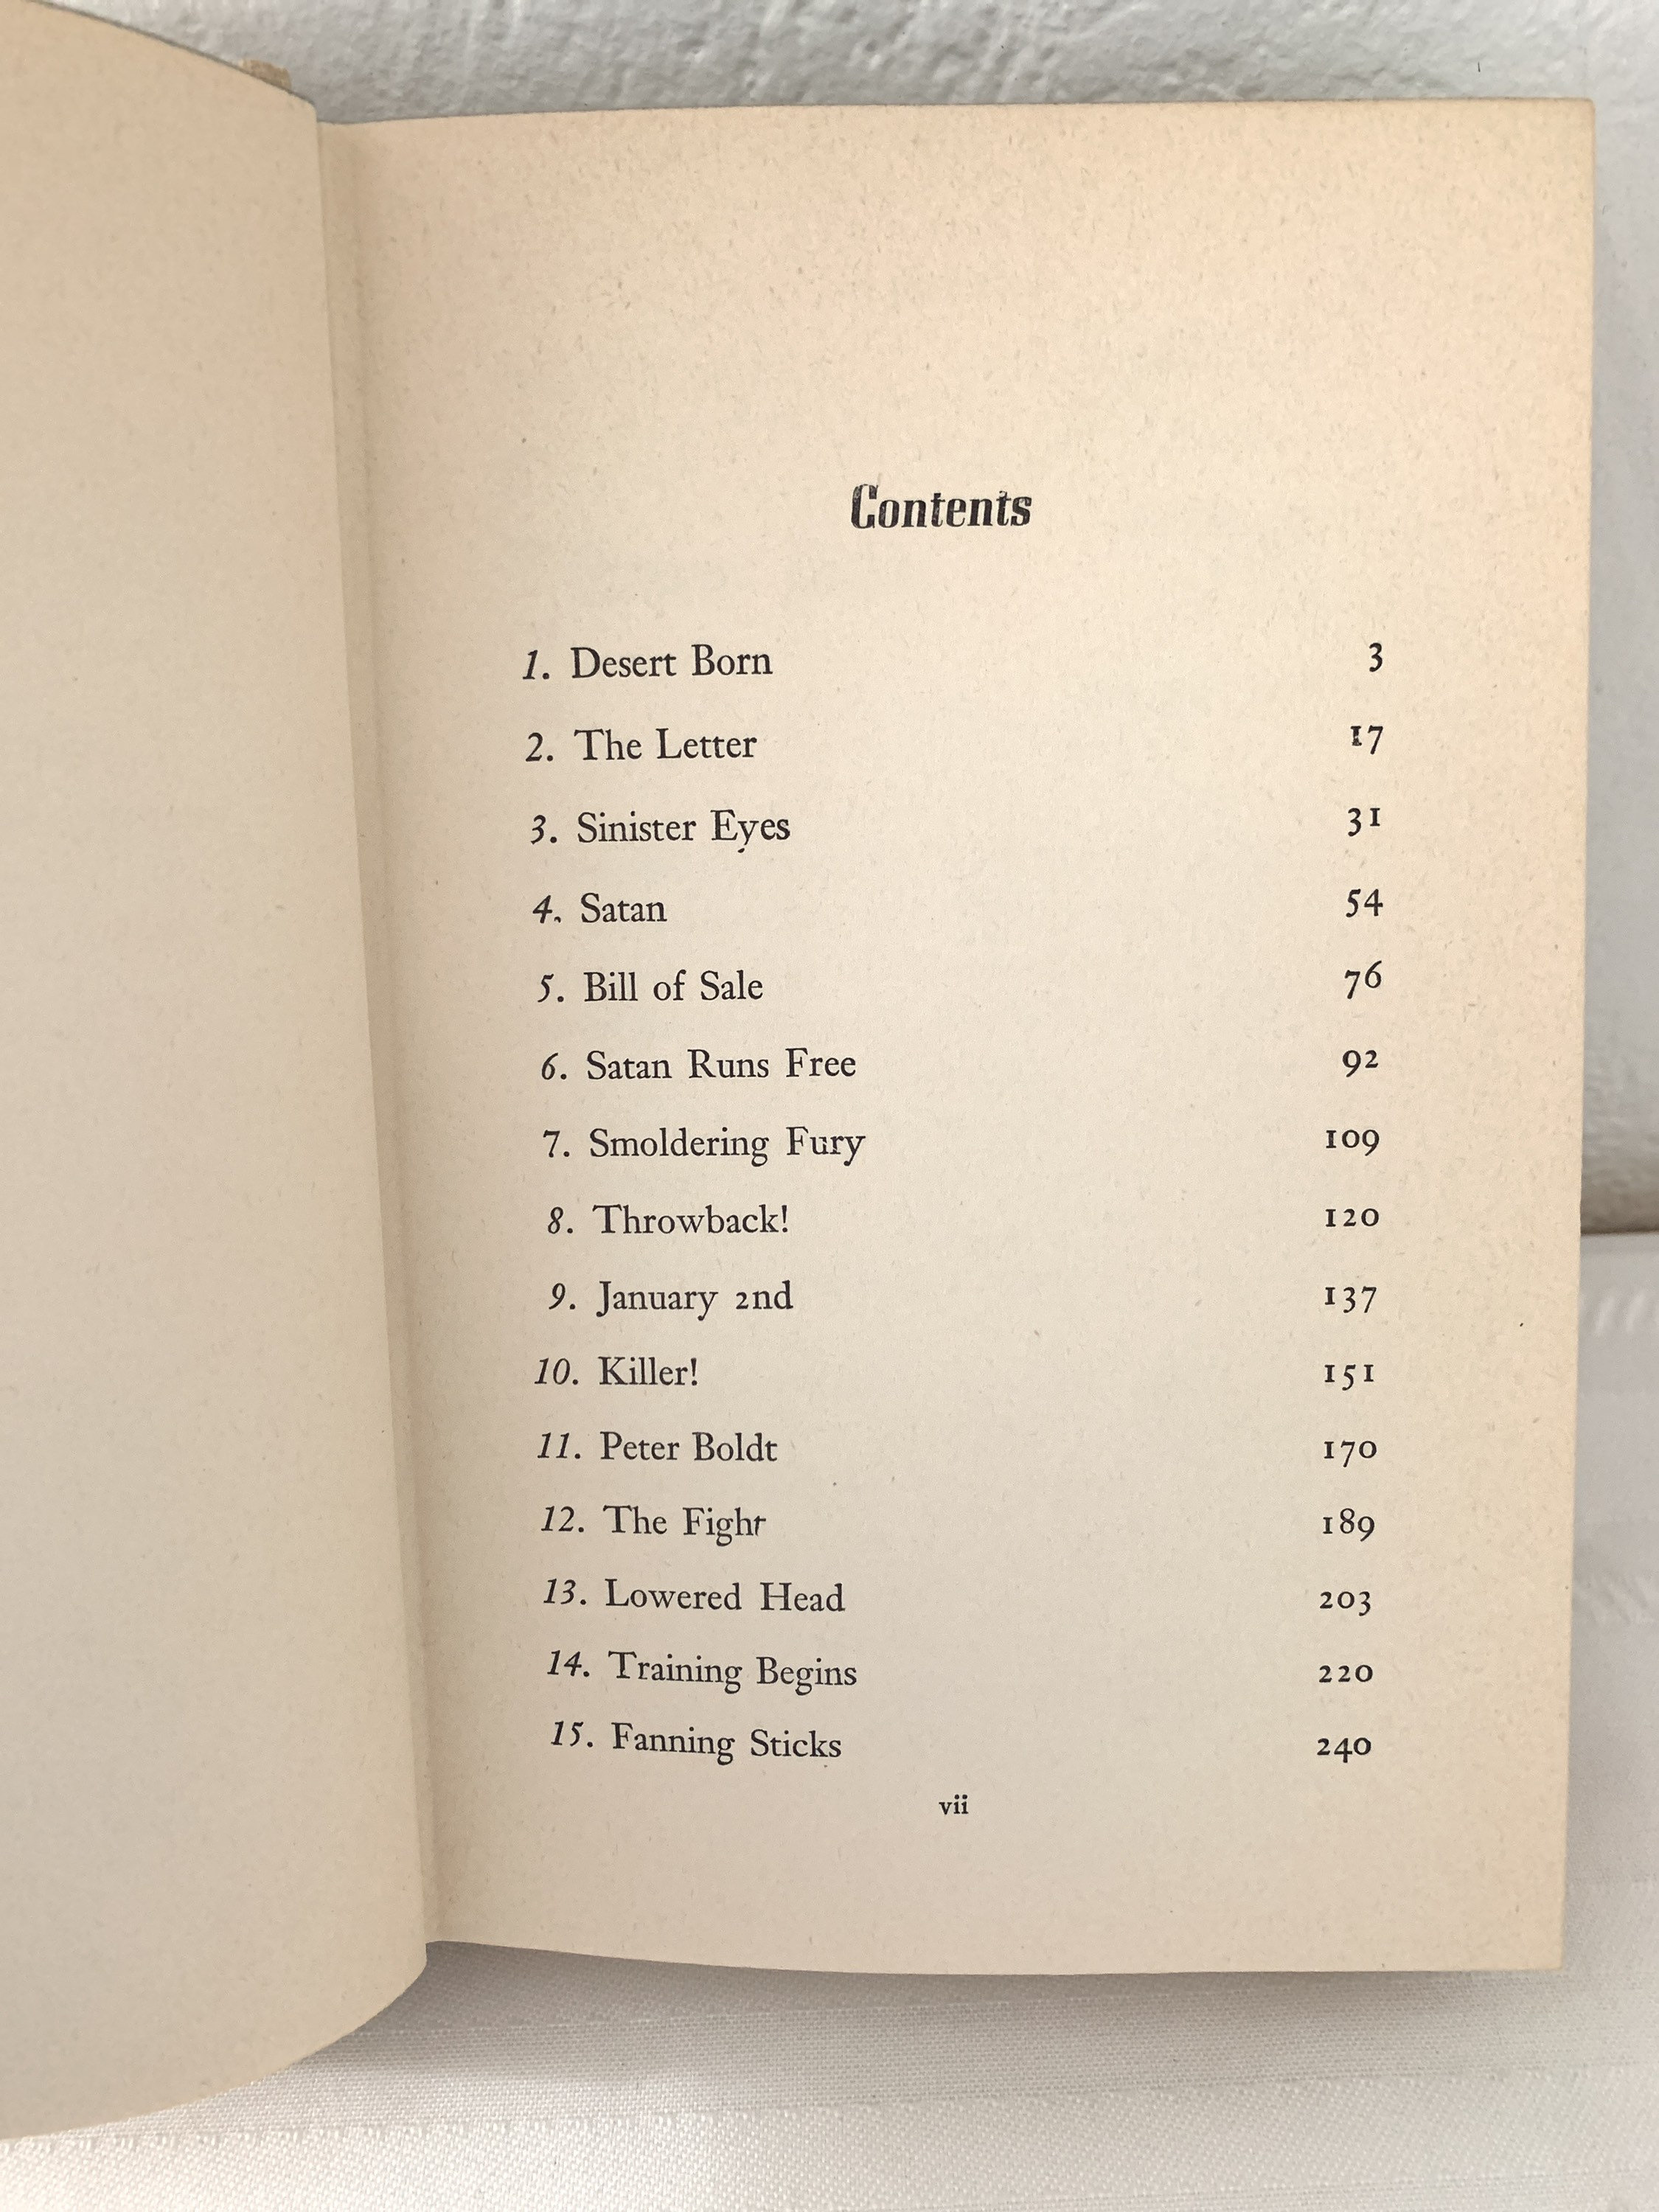 Contents
1. Desert Born 3
2. The Letter 17
3. Sinister Eyes 31
4. Satan 54
5. Bill of Sale 76
6. Satan Runs Free 92
7. Smoldering Fury 109
8. Throwback! 120
9. January 2nd 137
10. Killer! 151
11. Peter Boldt 170
12. The Fight 189
13. Lowered Head 203
14. Training Begins 220
15. Fanning Sticks 240
vii